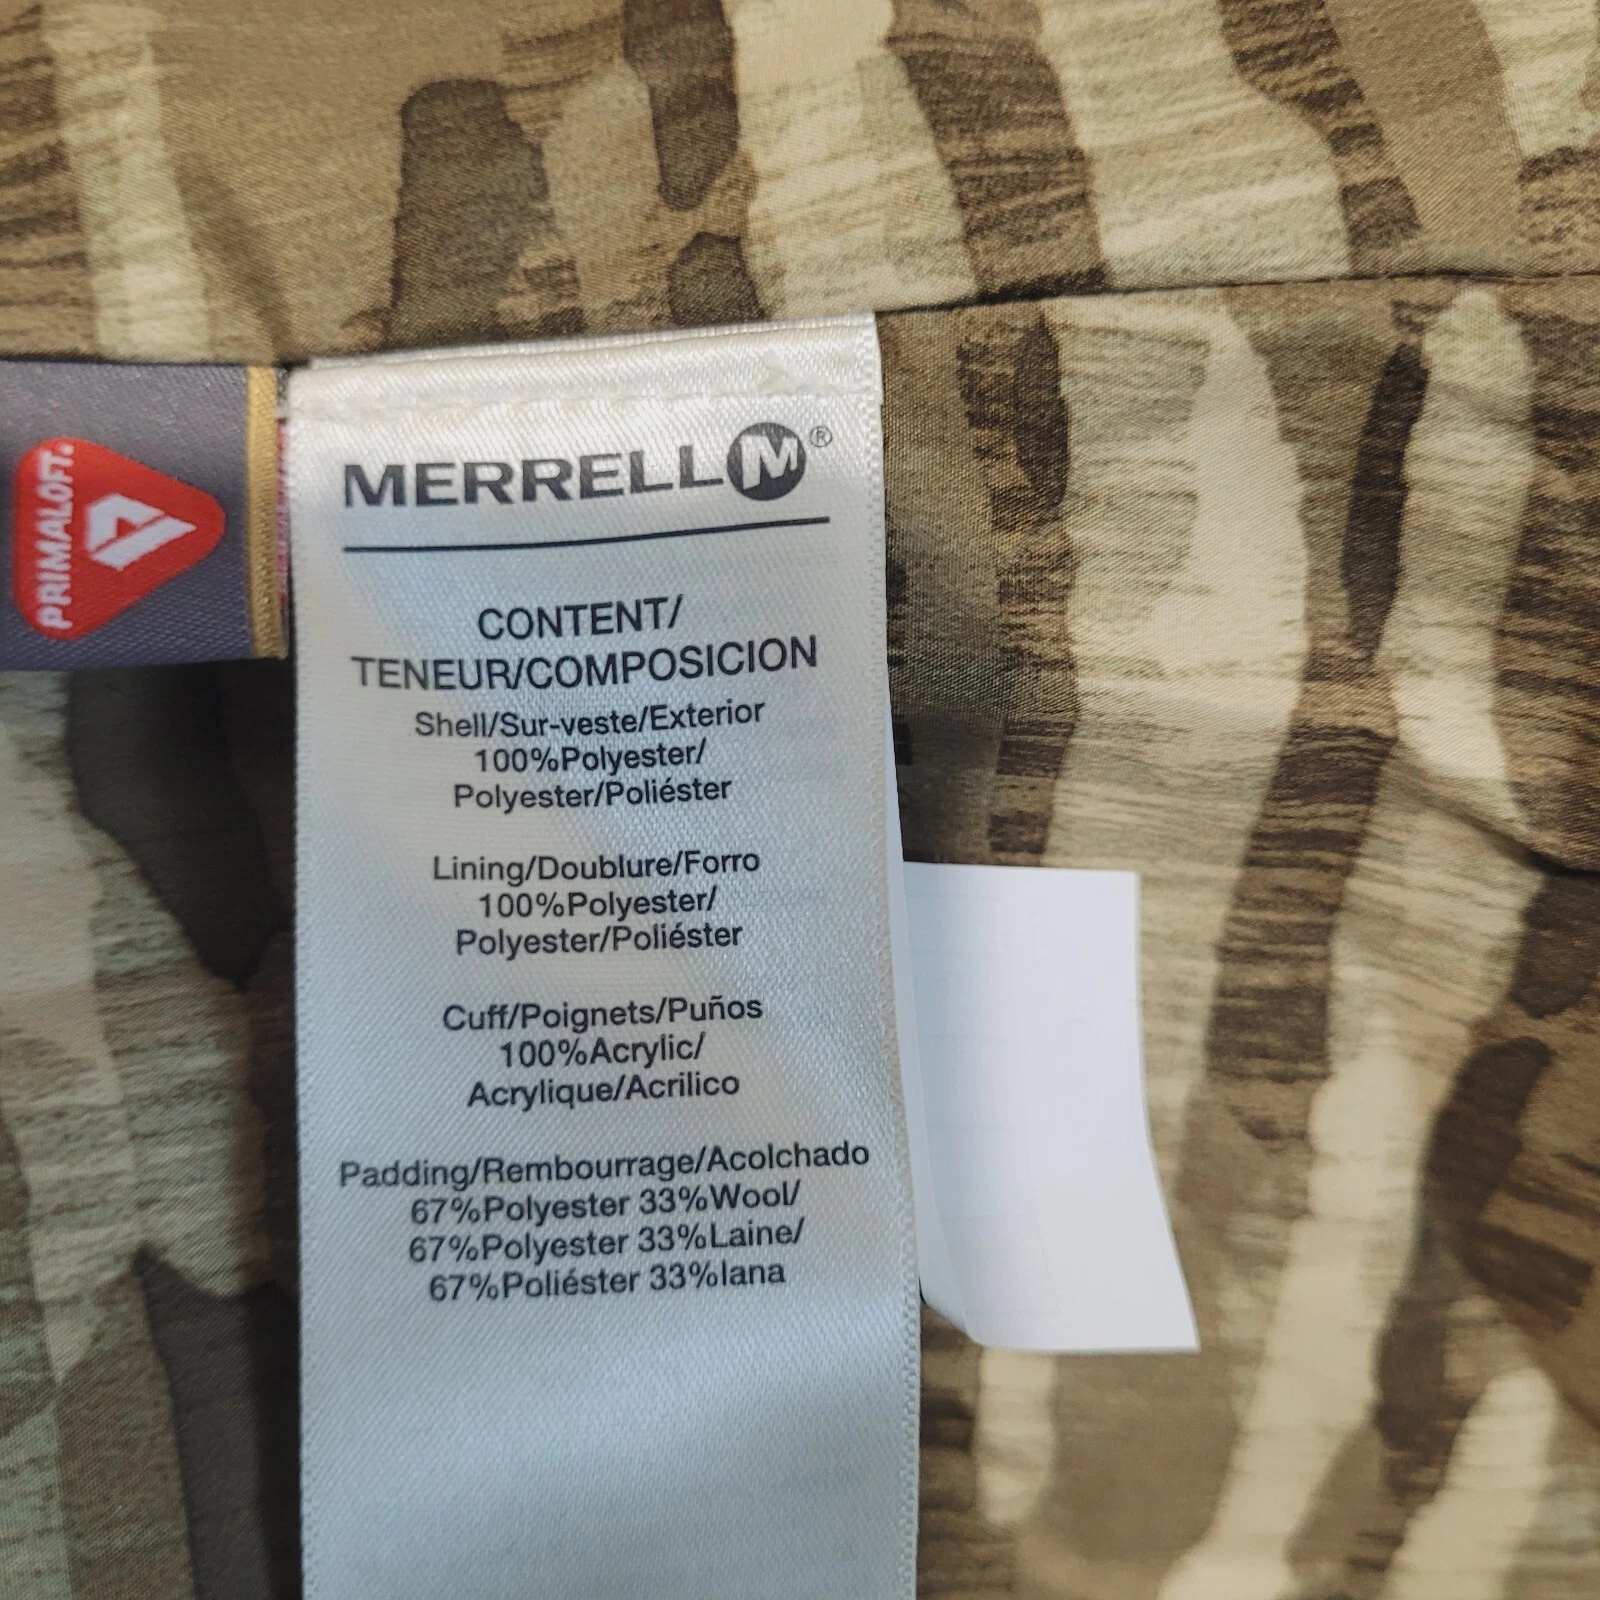 PRIMALOFT.
MERRELL M®
CONTENT/
TENEUR/COMPOSICION
Shell/Sur-veste/Exterior
100%Polyester/
Polyester/Poliéster
Lining/Doublure/Forro
100%Polyester/
Polyester/Poliéster
Cuff/Poignets/Puños
100%Acrylic/
Acrylique/Acrilico
Padding/Rembourrage/Acolchado
67%Polyester 33%Wool/
67%Polyester 33%Laine/
67%Poliéster 33%lana